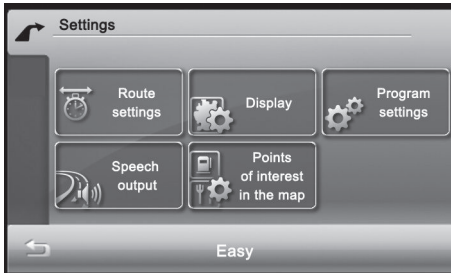 Settings
Route
settings
Display
Program
settings
Speech
output
Points
of interest
in the map
Easy